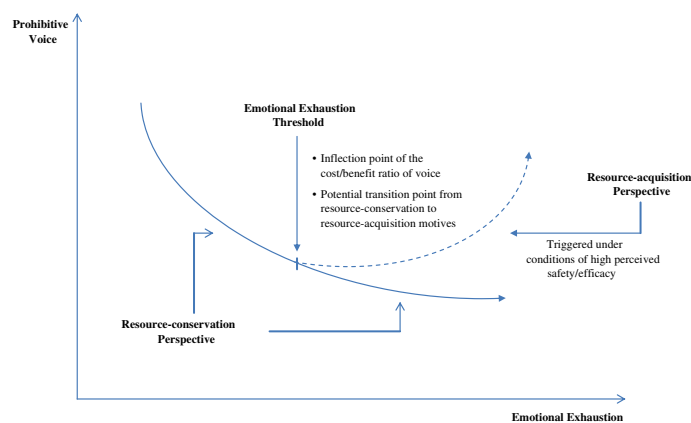 Prohibitive
Voice
Emotional Exhaustion
Threshold
• Inflection point of the
cost/benefit ratio of voice
• Potential transition point from
resource-conservation to
resource-acquisition motives
Resource-acquisition
Perspective
Triggered under
conditions of high perceived
safety/efficacy
Resource-conservation
Perspective
Emotional Exhaustion